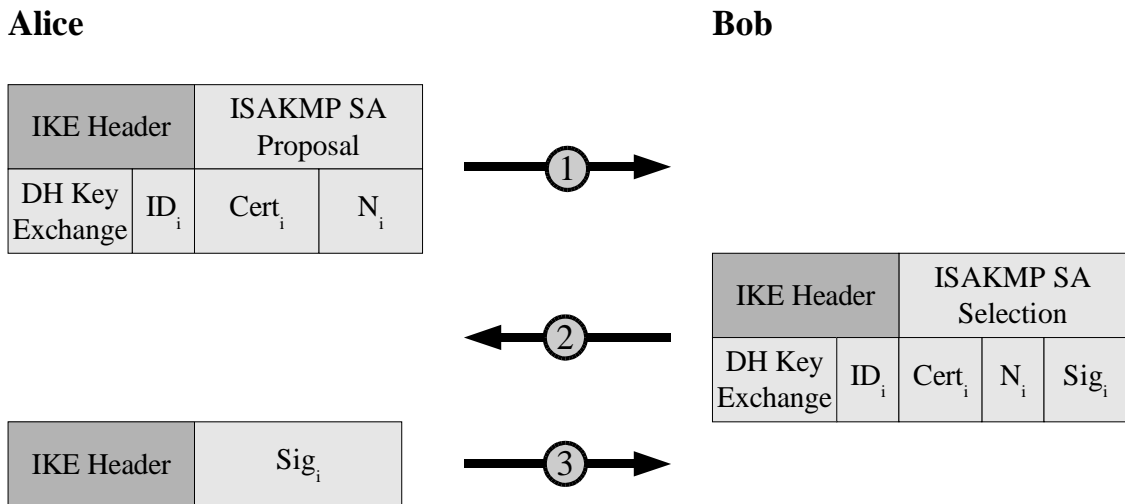 Alice
Bob
IKE Header
ISAKMP SA
Proposal
DH Key
Exchange
IDi
Certi
Ni
1
IKE Header
ISAKMP SA
Selection
DH Key
Exchange
IDi
Certi
Ni
Sigi
2
IKE Header
Sigi
3